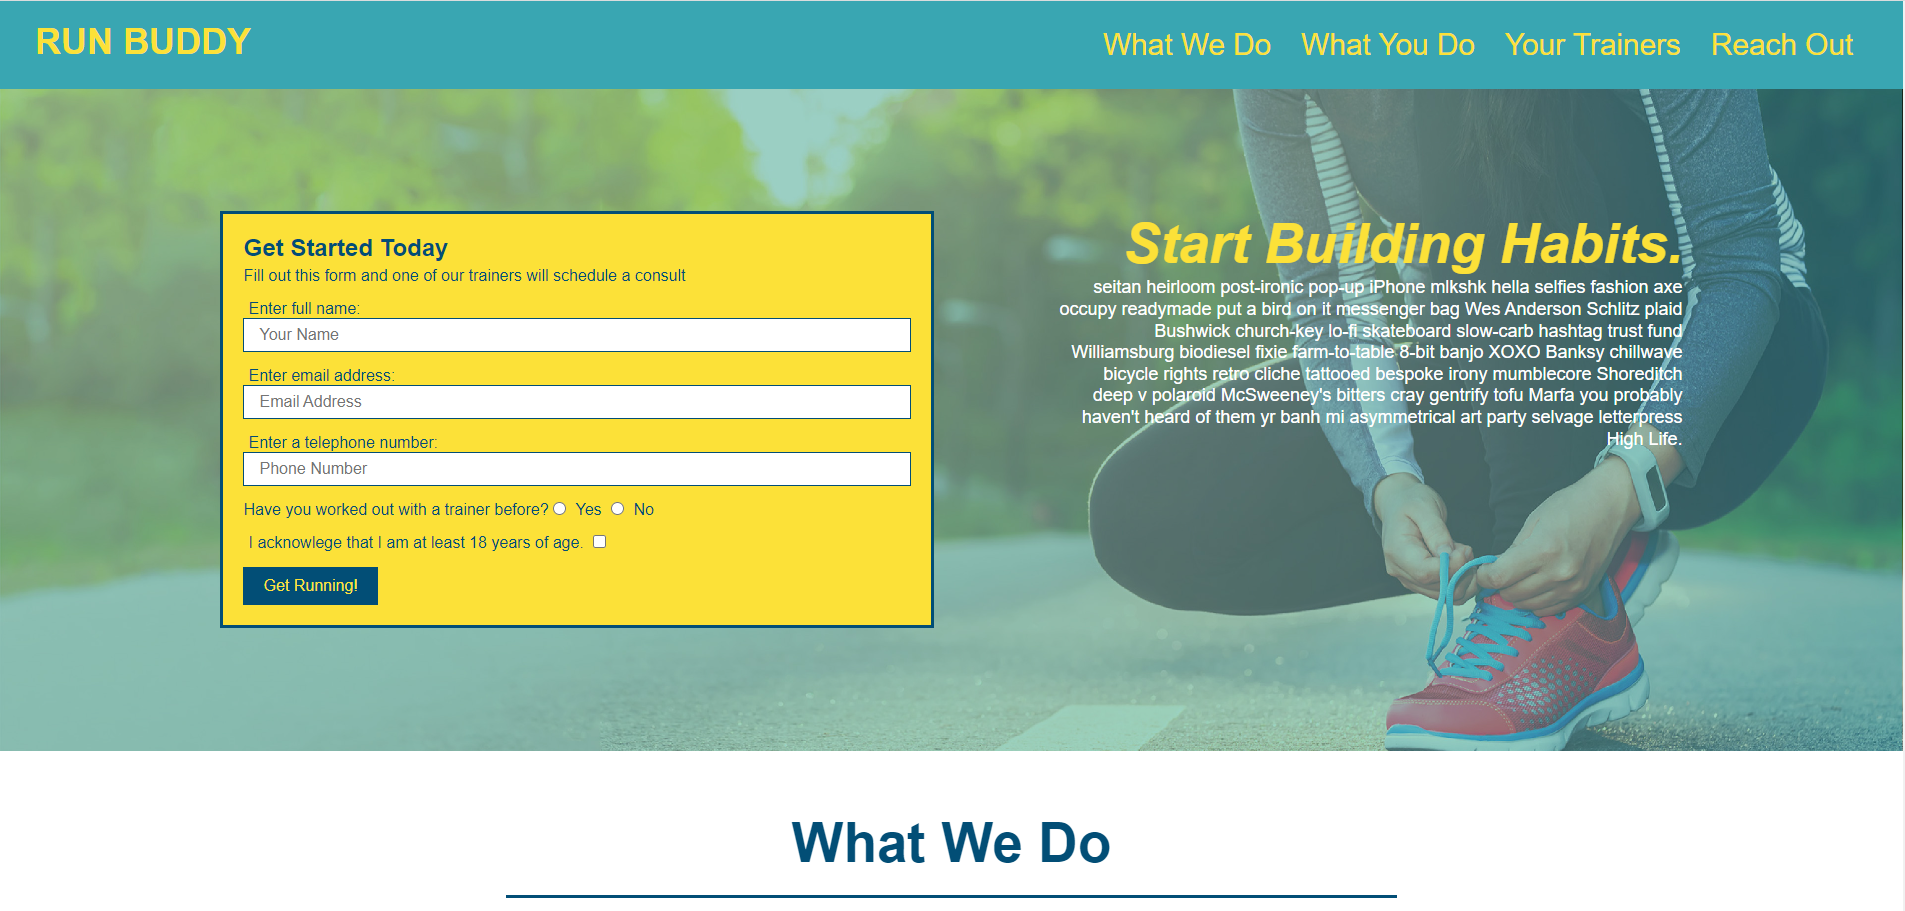 RUN BUDDY
What We Do What You Do Your Trainers Reach Out
Get Started Today
Fill out this form and one of our trainers will schedule a consult
Enter full name:
Your Name
Enter email address:
Email Address
Enter a telephone number:
Phone Number
Have you worked out with a trainer before? Yes No
I acknowlege that I am at least 18 years of age.
Get Running!
Start Building Habits.
seitan heirloom post-ironic pop-up iPhone mlkshk hella selfies fashion axe
occupy readymade put a bird on it messenger bag Wes Anderson Schlitz plaid
Bushwick church-key lo-fi skateboard slow-carb hashtag trust fund
Williamsburg biodiesel fixie farm-to-table 8-bit banjo XOXO Banksy chillwave
bicycle rights retro cliche tattooed bespoke irony mumblecore Shoreditch
deep v polaroid McSweeney's bitters cray gentrify tofu Marfa you probably
haven't heard of them yr banh mi asymmetrical art party selvage letterpress
High Life.
What We Do